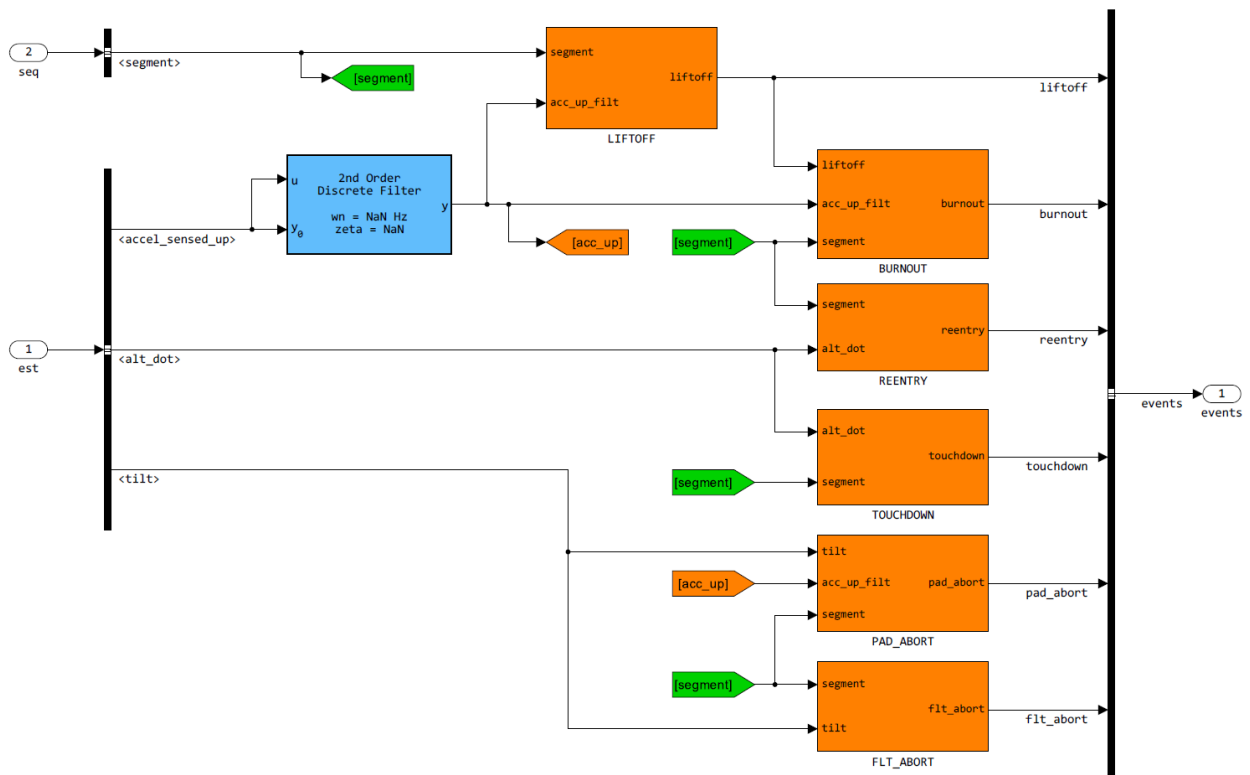 2
seq
<segment>
[segment]
segment
acc_up_filt
liftoff
LIFTOFF
liftoff
<accel_sensed_up>
u
y0
2nd Order
Discrete Filter
wn = NaN Hz
zeta = NaN
y
[acc_up]
[segment]
liftoff
acc_up_filt
segment
burnout
BURNOUT
burnout
segment
alt_dot
reentry
REENTRY
reentry
1
est
<alt_dot>
alt_dot
segment
touchdown
TOUCHDOWN
touchdown
[segment]
events
1
events
<tilt>
[acc_up]
tilt
acc_up_filt
segment
pad_abort
PAD_ABORT
pad_abort
[segment]
segment
tilt
flt_abort
FLT_ABORT
flt_abort